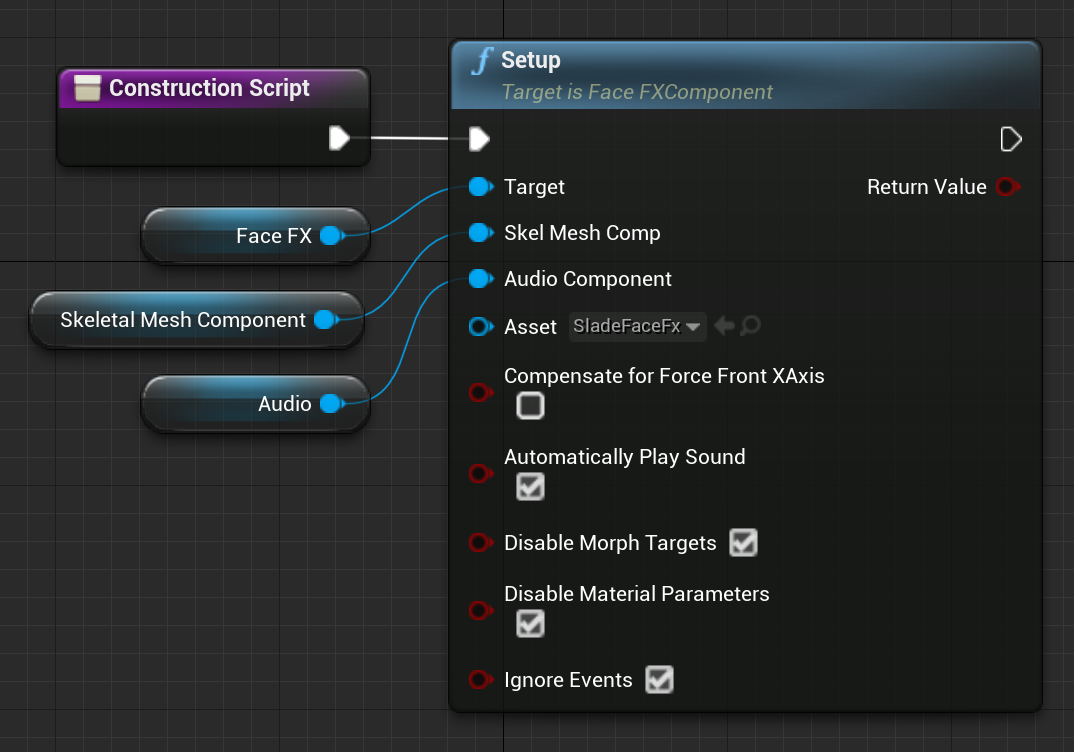 Construction Script
Setup
Target is Face FXComponent
Target
Return Value
Face FX
Skel Mesh Comp
Audio Component
Skeletal Mesh Component
Asset SladeFaceFx
Compensate for Force Front XAxis
Audio
Automatically Play Sound
Disable Morph Targets
Disable Material Parameters
Ignore Events